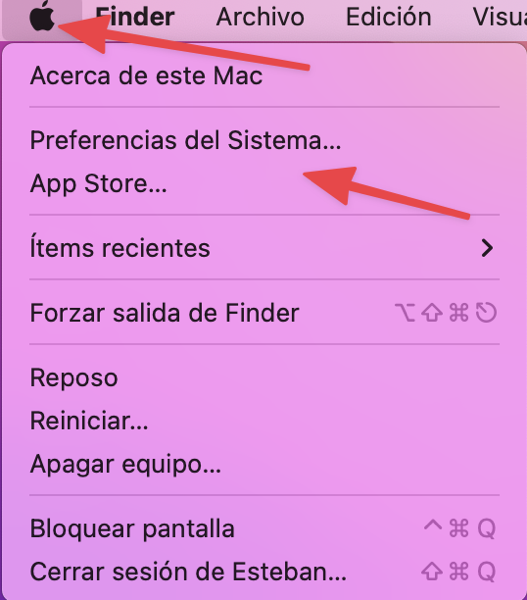 Finder Archivo Edición
Acerca de este Mac
Preferencias del Sistema...
App Store...
Ítems recientes
Forzar salida de Finder ⌥⇧⌘⎋
Reposo
Reiniciar...
Apagar equipo...
Bloquear pantalla ^⌘Q
Cerrar sesión de Esteban... ⇧⌘Q